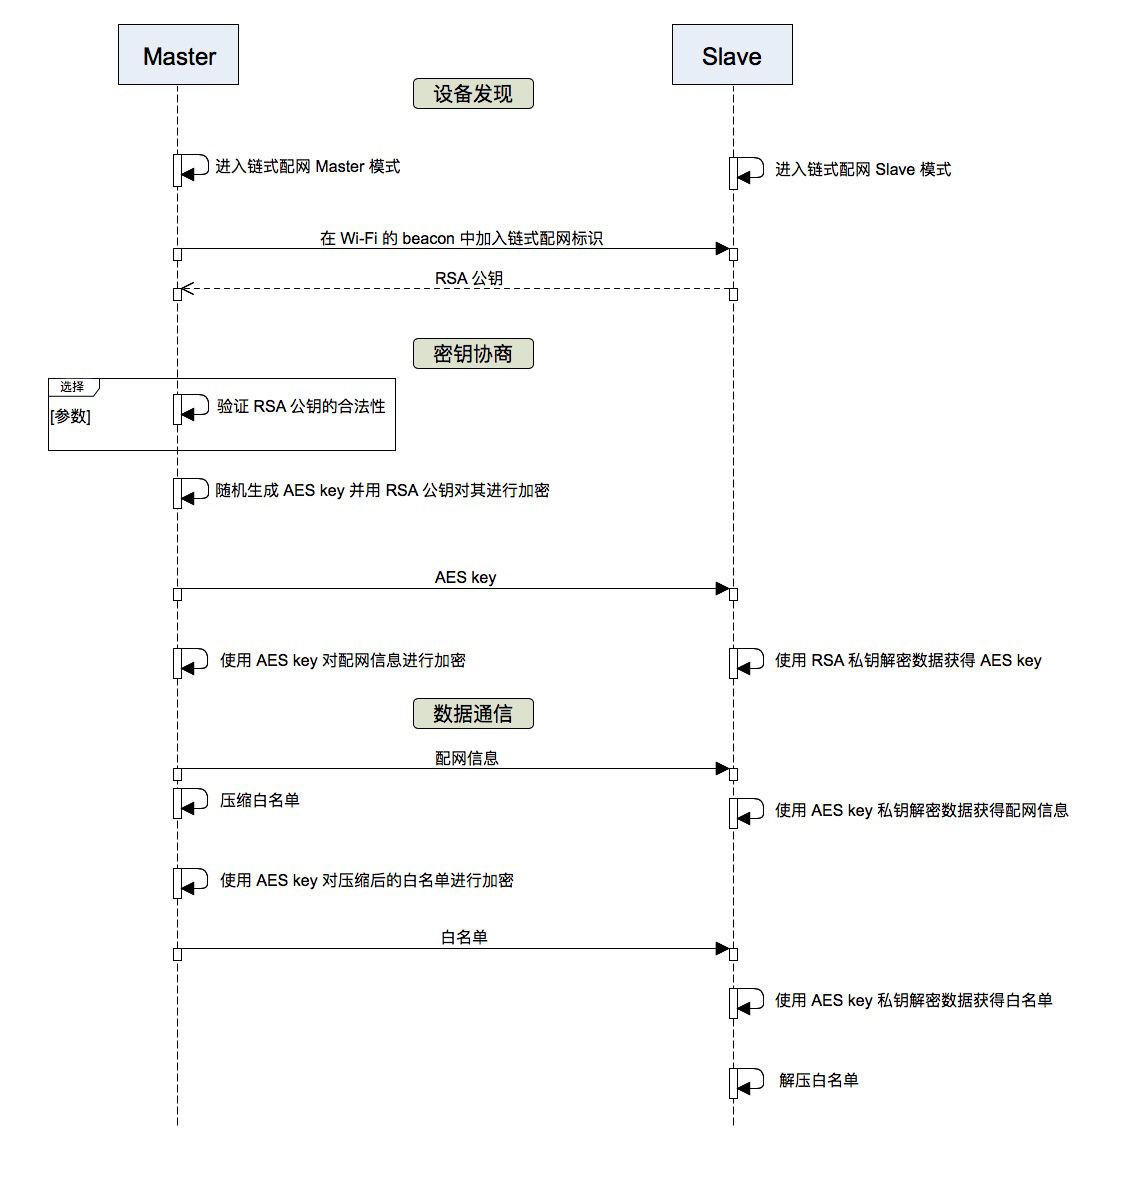 Master
Slave
设备发现
进入链式配网 Master 模式
进入链式配网 Slave 模式
在 Wi-Fi 的 beacon 中加入链式配网标识
RSA 公钥
密钥协商
选择
[参数]
验证 RSA 公钥的合法性
随机生成 AES key 并用 RSA 公钥对其进行加密
AES key
使用 AES key 对配网信息进行加密
使用 RSA 私钥解密数据获得 AES key
数据通信
配网信息
压缩白名单
使用 AES key 私钥解密数据获得配网信息
使用 AES key 对压缩后的白名单进行加密
白名单
使用 AES key 私钥解密数据获得白名单
解压白名单